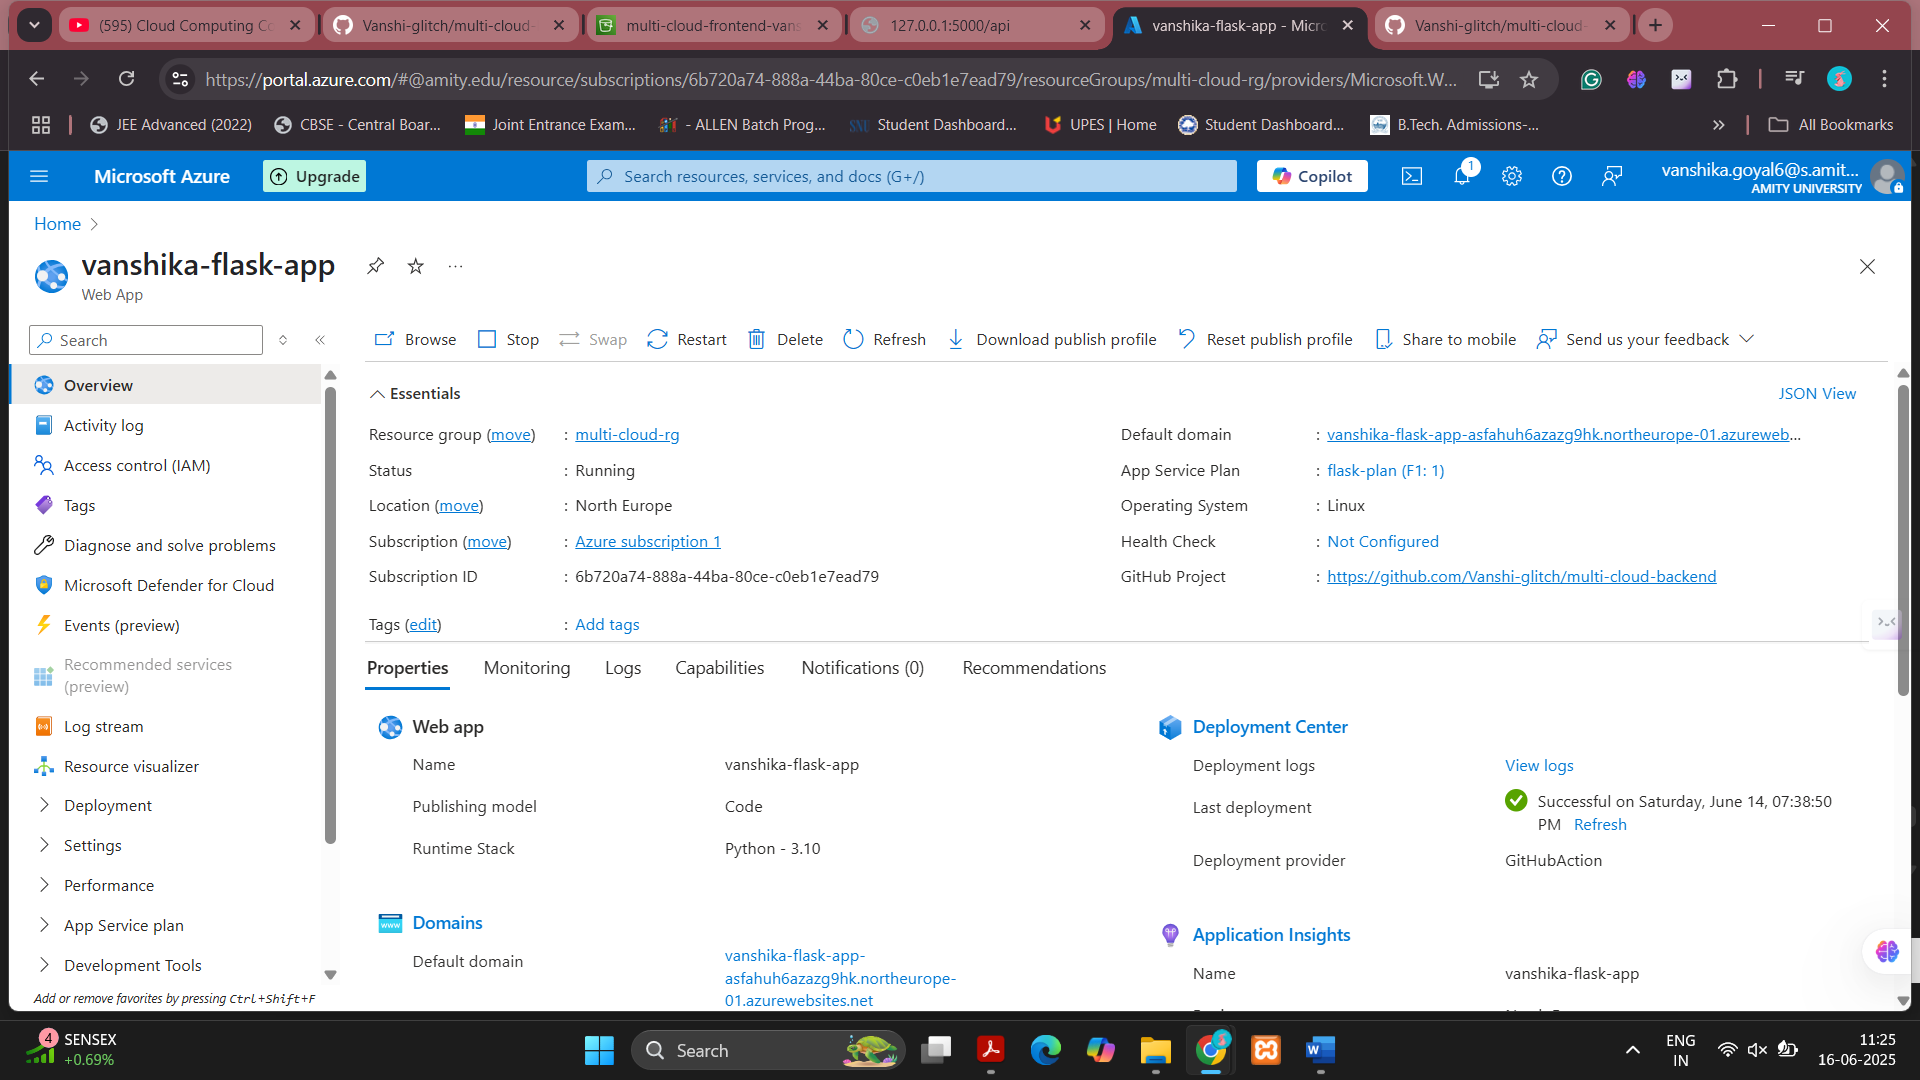 (595) Cloud Computing Co
Vanshi-glitch/multi-cloud-
multi-cloud-frontend-vans
127.0.0.1:5000/api
vanshika-flask-app - Micro
Vanshi-glitch/multi-cloud-
https://portal.azure.com/#@amity.edu/resource/subscriptions/6b720a74-888a-44ba-80ce-c0eb1e7ead79/resourceGroups/multi-cloud-rg/providers/Microsoft.W...
JEE Advanced (2022)
CBSE - Central Boar...
Joint Entrance Exam...
- ALLEN Batch Prog...
SNU Student Dashboard...
UPES | Home
Student Dashboard...
B.Tech. Admissions-...
All Bookmarks
Microsoft Azure
Upgrade
Search resources, services, and docs (G+/)
Copilot
1
vanshika.goyal6@s.amit...
AMITY UNIVERSITY
Home
vanshika-flask-app
Web App
Search
Browse
Stop
Swap
Restart
Delete
Refresh
Download publish profile
Reset publish profile
Share to mobile
Send us your feedback
Overview
Activity log
Access control (IAM)
Tags
Diagnose and solve problems
Microsoft Defender for Cloud
Events (preview)
Recommended services
(preview)
Log stream
Resource visualizer
Deployment
Settings
Performance
App Service plan
Development Tools
Add or remove favorites by pressing Ctrl+Shift+F
Essentials
JSON View
Resource group (move) : multi-cloud-rg
Status : Running
Location (move) : North Europe
Subscription (move) : Azure subscription 1
Subscription ID : 6b720a74-888a-44ba-80ce-c0eb1e7ead79
Tags (edit) : Add tags
Default domain : vanshika-flask-app-asfahuh6azazg9hk.northeurope-01.azureweb...
App Service Plan : flask-plan (F1: 1)
Operating System : Linux
Health Check : Not Configured
GitHub Project : https://github.com/Vanshi-glitch/multi-cloud-backend
Properties
Monitoring
Logs
Capabilities
Notifications (0)
Recommendations
Web app
Name vanshika-flask-app
Publishing model Code
Runtime Stack Python - 3.10
Domains
Default domain vanshika-flask-app-
asfahuh6azazg9hk.northeurope-
01.azurewebsites.net
Deployment Center
Deployment logs View logs
Last deployment Successful on Saturday, June 14, 07:38:50
PM Refresh
Deployment provider GitHubAction
Application Insights
Name vanshika-flask-app
4
SENSEX
+0.69%
Search
ENG
IN
11:25
16-06-2025